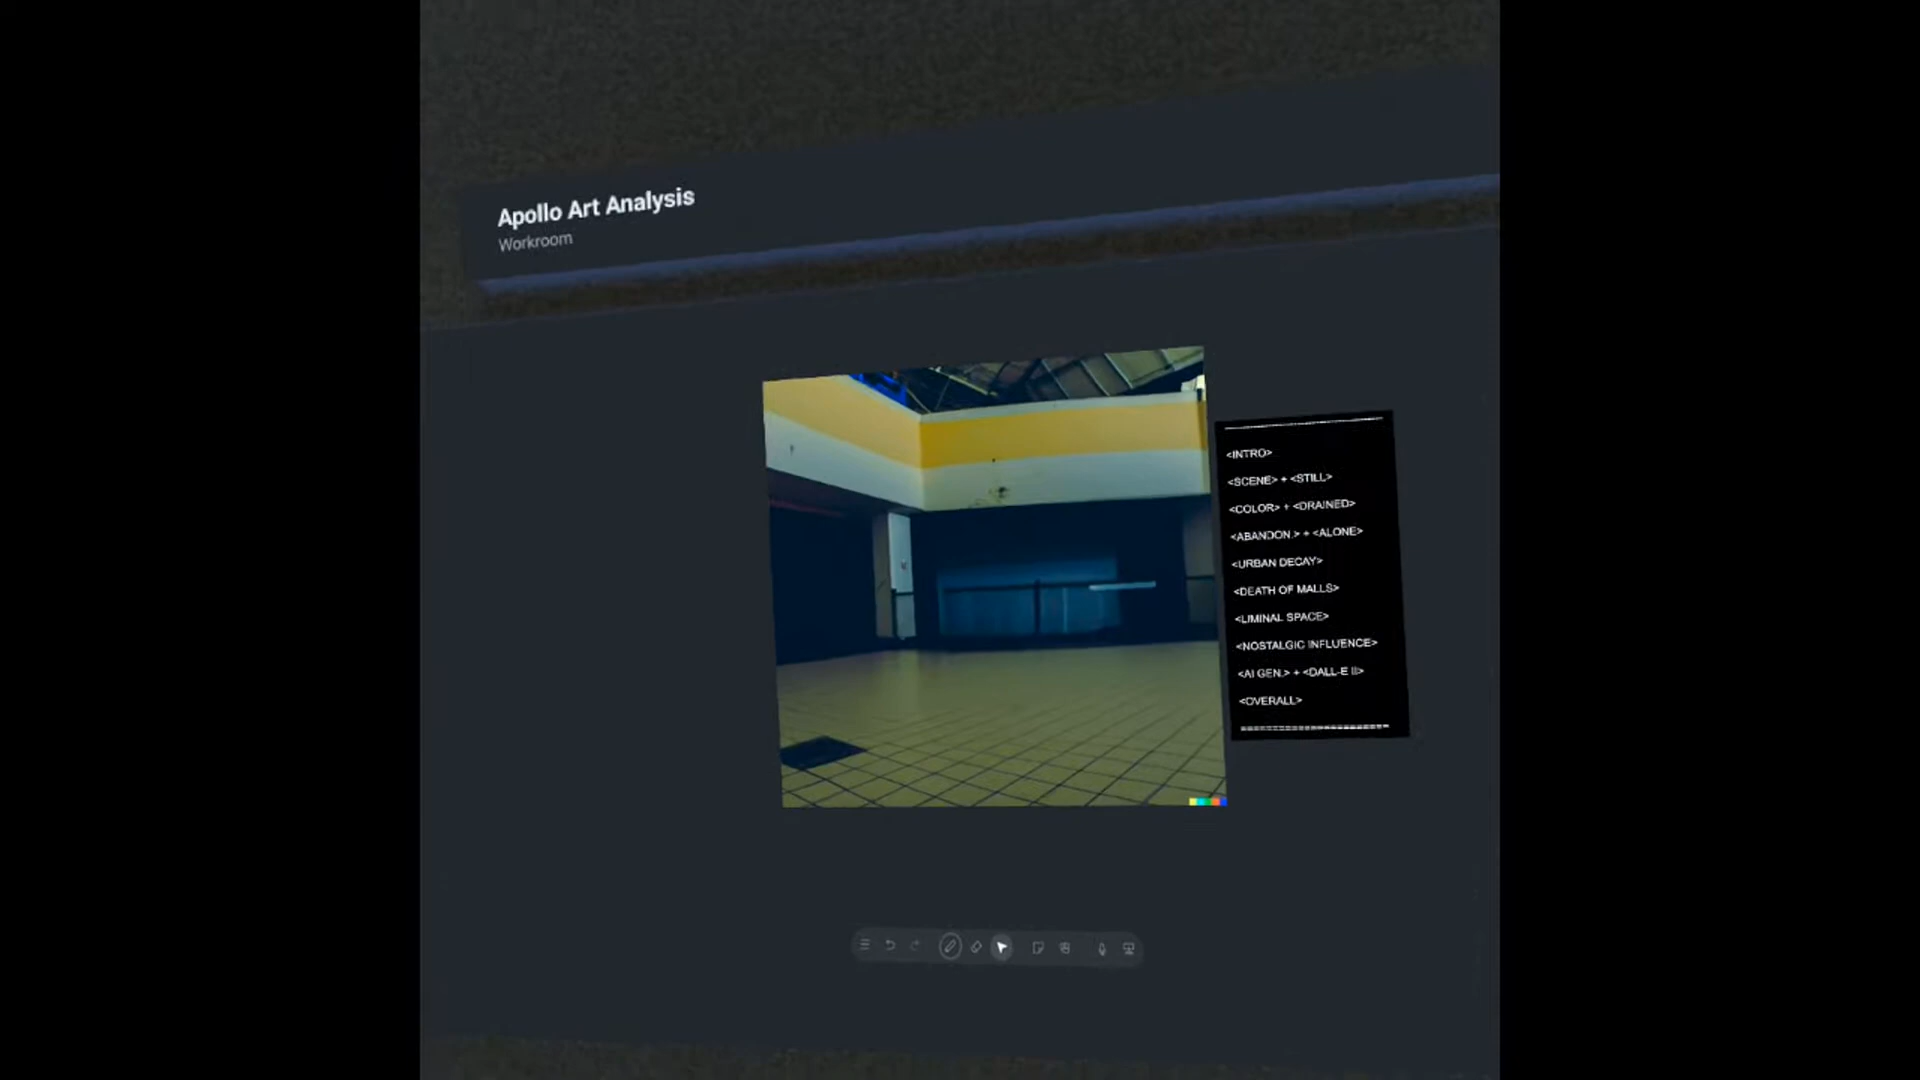 Apollo Art Analysis
Workroom
<INTRO>
<SCENE> + <STILL>
<COLOR> + <DRAINED>
<ABANDON.> + <ALONE>
<URBAN DECAY>
<DEATH OF MALLS>
<LIMINAL SPACE>
<NOSTALGIC INFLUENCE>
<AI GEN.> + <DALL-E II>
<OVERALL>